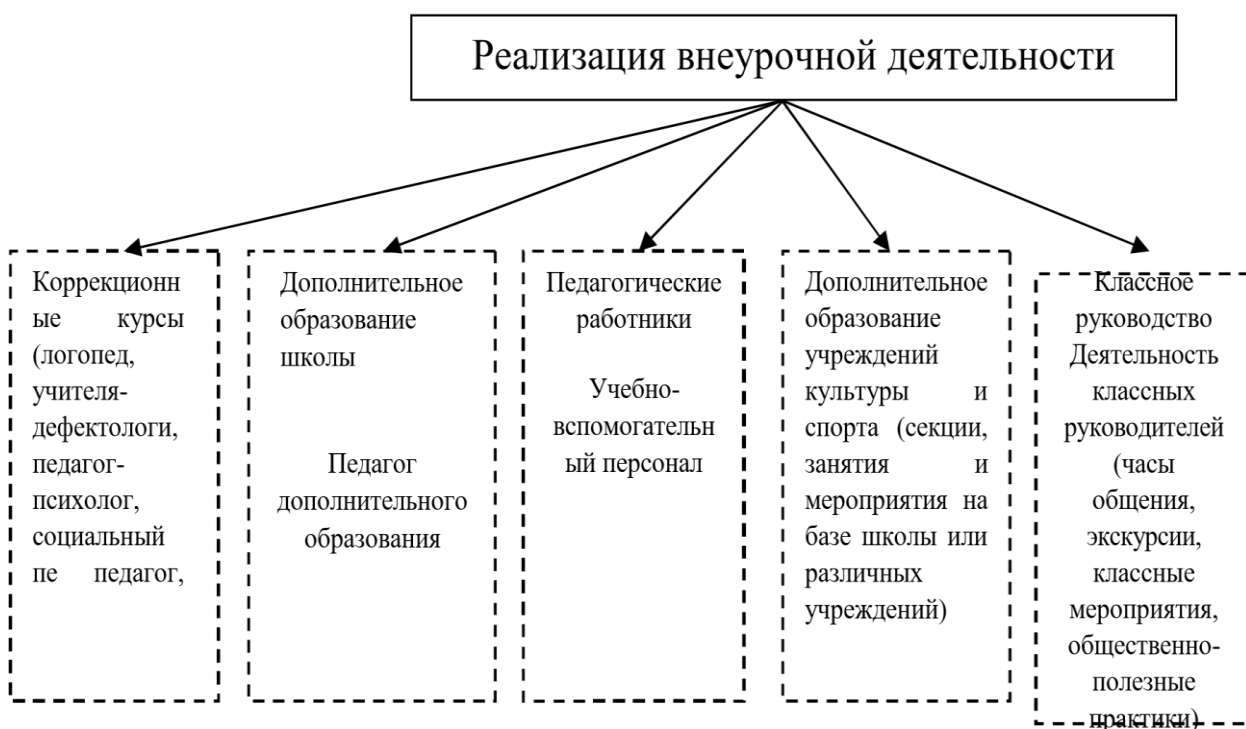 Реализация внеурочной деятельности
Коррекционн
ые курсы
(логопед,
учителя-
дефектологи,
педагог-
психолог,
социальный
пе педагог,
Дополнительное
образование
школы
Педагог
дополнительного
образования
Педагогические
работники
Учебно-
вспомогательн
ый персонал
Дополнительное
образование
учреждений
культуры и
спорта (секции,
занятия и
мероприятия на
базе школы или
различных
учреждений)
Классное
руководство
Деятельность
классных
руководителей
(часы
общения,
экскурсии,
классные
мероприятия,
общественно-
полезные
практики)